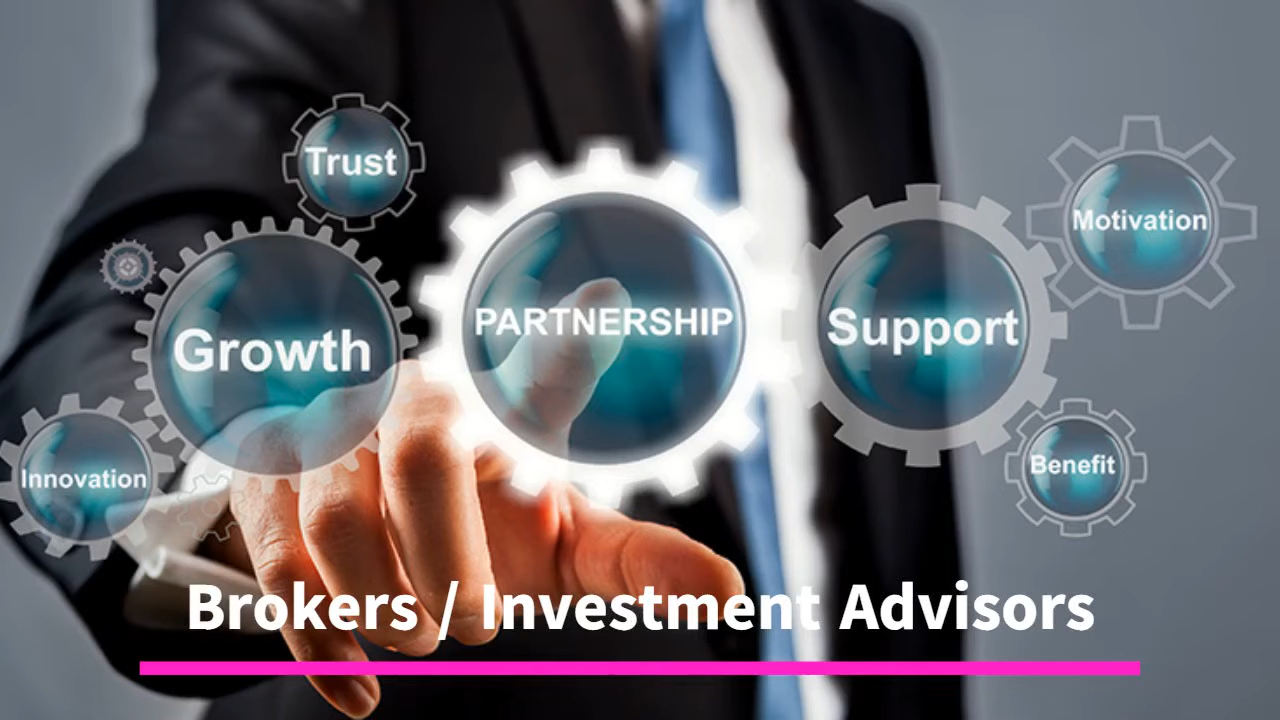 Trust
Motivation
PARTNERSHIP
Support
Growth
Benefit
Innovation
Brokers / Investment Advisors